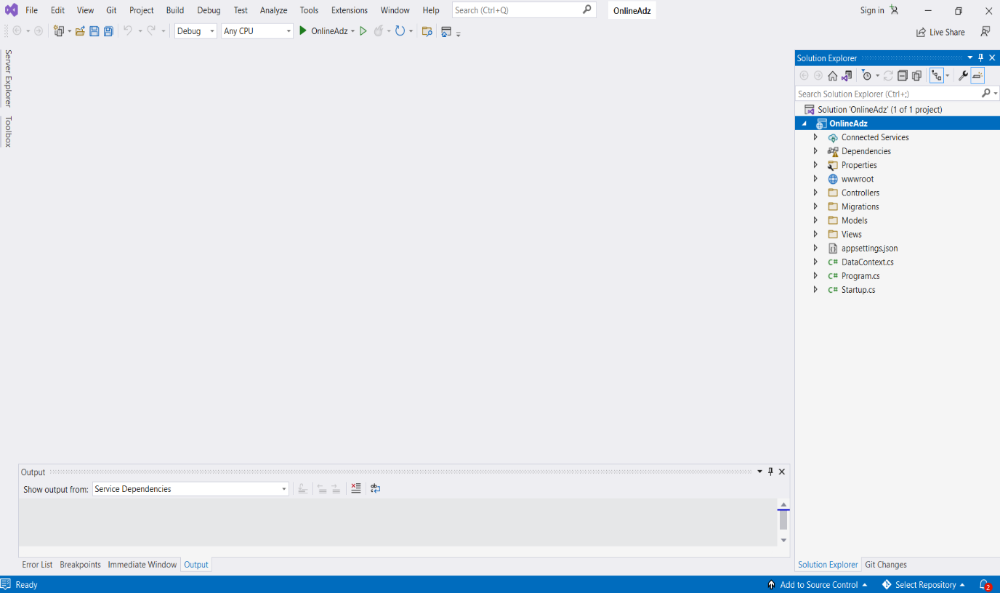 File Edit View Git Project Build Debug Test Analyze Tools Extensions Window Help Search (Ctrl+Q) OnlineAdz Sign in
Debug Any CPU OnlineAdz Live Share
Server Explorer
Toolbox
Solution Explorer
Search Solution Explorer (Ctrl+;)
Solution 'OnlineAdz' (1 of 1 project)
OnlineAdz
Connected Services
Dependencies
Properties
wwwroot
Controllers
Migrations
Models
Views
appsettings.json
C# DataContext.cs
C# Program.cs
C# Startup.cs
Output
Show output from: Service Dependencies
Error List Breakpoints Immediate Window Output
Solution Explorer Git Changes
Ready Add to Source Control Select Repository 2